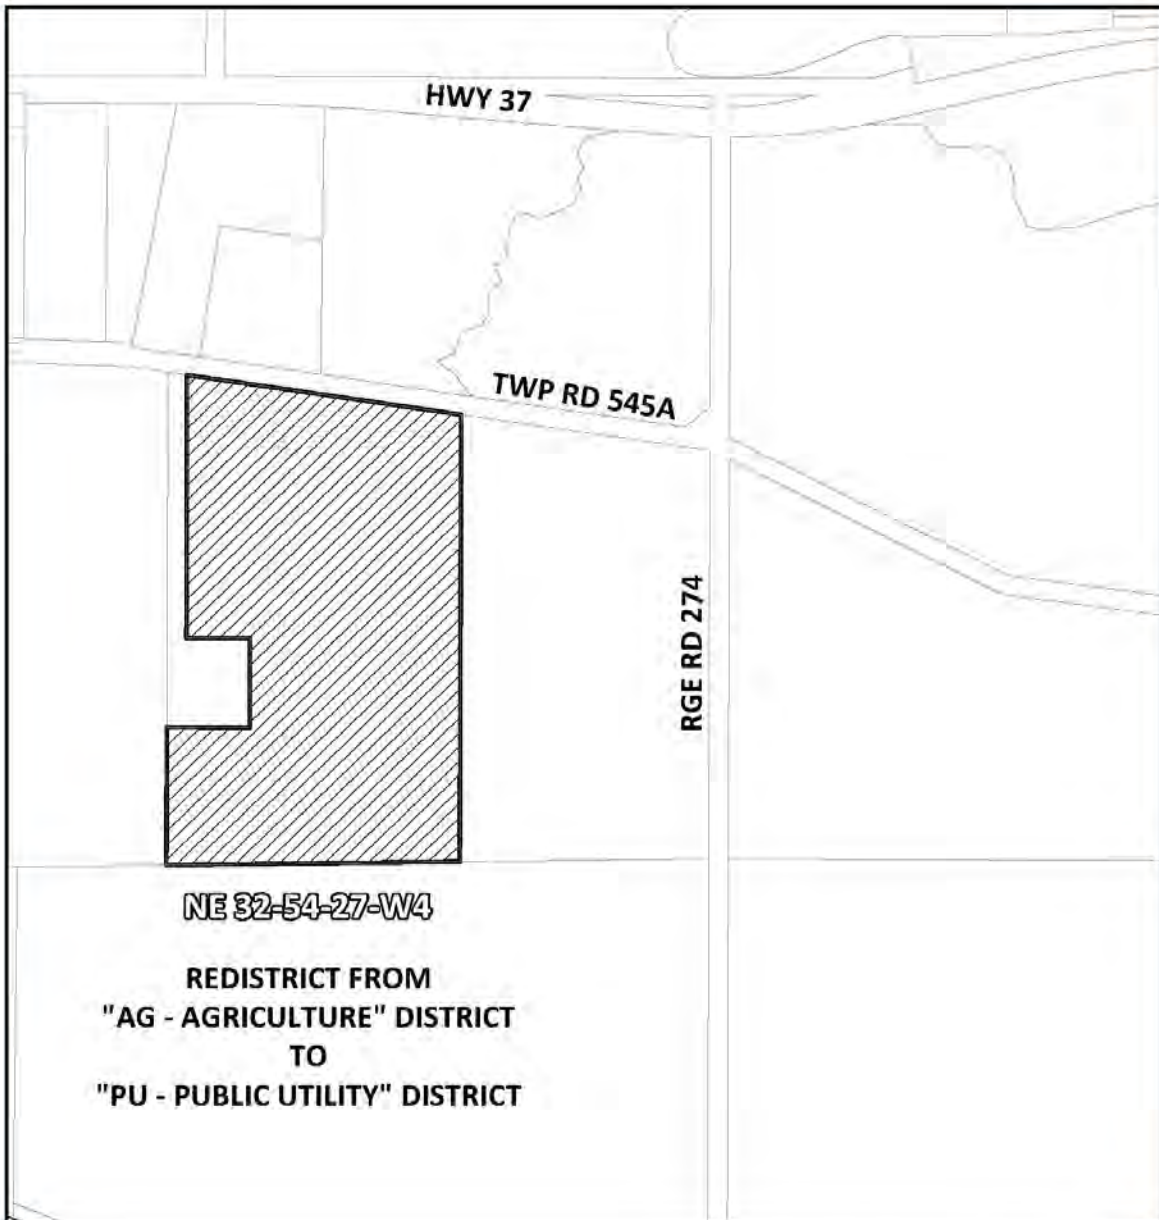 HWY 37
TWP RD 545A
RGE RD 274
NE 32-54-27-W4
REDISTRICT FROM
"AG - AGRICULTURE" DISTRICT
TO
"PU - PUBLIC UTILITY" DISTRICT